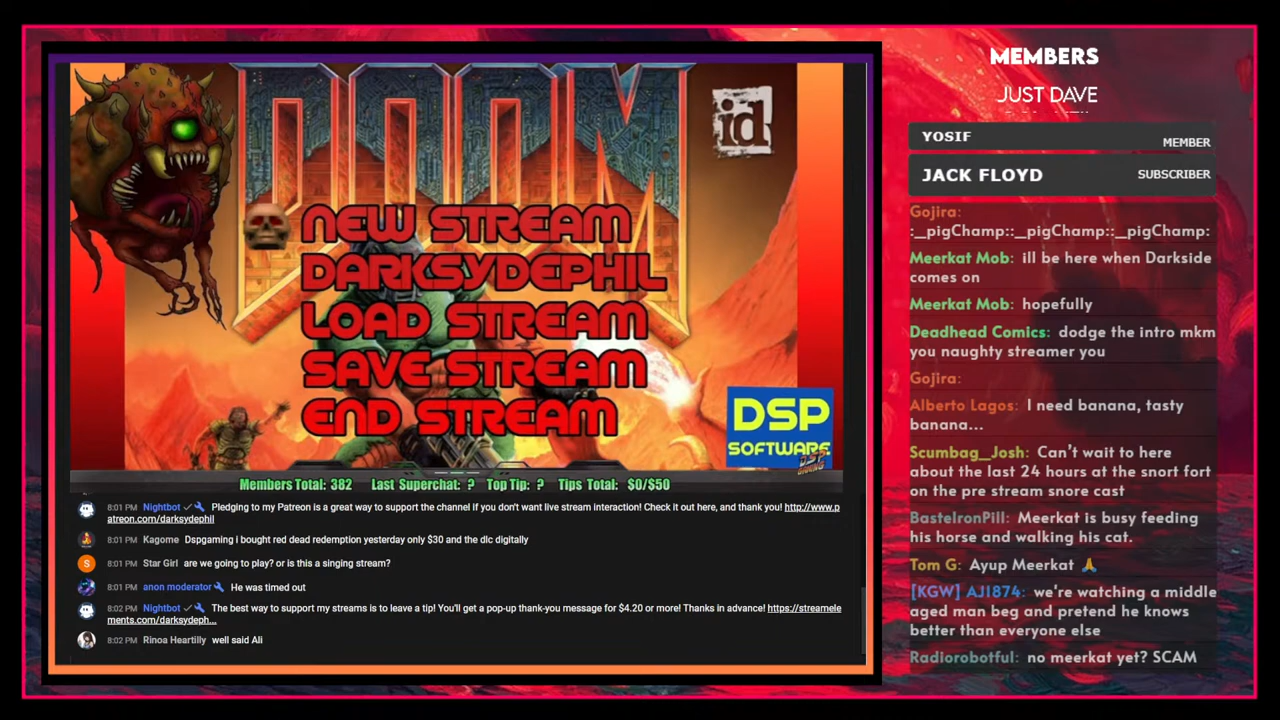 DOOM
id
NEW STREAM
DARKSYDEPHIL
LOAD STREAM
SAVE STREAM
END STREAM
DSP
SOFTWARE
DSP
GAMING
Members Total: 382 Last Superchat: ? Top Tip: ? Tips Total: $0/$50
8:01 PM Nightbot Pledging to my Patreon is a great way to support the channel if you don't want live stream interaction! Check it out here, and thank you! http://www.p
atreon.com/darksydephil
8:01 PM Kagome Dspgaming i bought red dead redemption yesterday only $30 and the dlc digitally
S
8:01 PM Star Girl are we going to play? or is this a singing stream?
8:01 PM anon moderator He was timed out
8:02 PM Nightbot The best way to support my streams is to leave a tip! You'll get a pop-up thank-you message for $4.20 or more! Thanks in advance! https://streamele
ments.com/darksydeph...
8:02 PM Rinoa Heartilly well said Ali
MEMBERS
JUST DAVE
YOSIF
MEMBER
JACK FLOYD
SUBSCRIBER
Gojira:
:_pigChamp::_pigChamp::_pigChamp:
Meerkat Mob: ill be here when Darkside
comes on
Meerkat Mob: hopefully
Deadhead Comics: dodge the intro mkm
you naughty streamer you
Gojira:
Alberto Lagos: I need banana, tasty
banana...
Scumbag_Josh: Can't wait to here
about the last 24 hours at the snort fort
on the pre stream snore cast
BasteIronPill: Meerkat is busy feeding
his horse and walking his cat.
Tom G: Ayup Meerkat 🙏
[KGW] AJ1874: we're watching a middle
aged man beg and pretend he knows
better than everyone else
Radiorobotful: no meerkat yet? SCAM